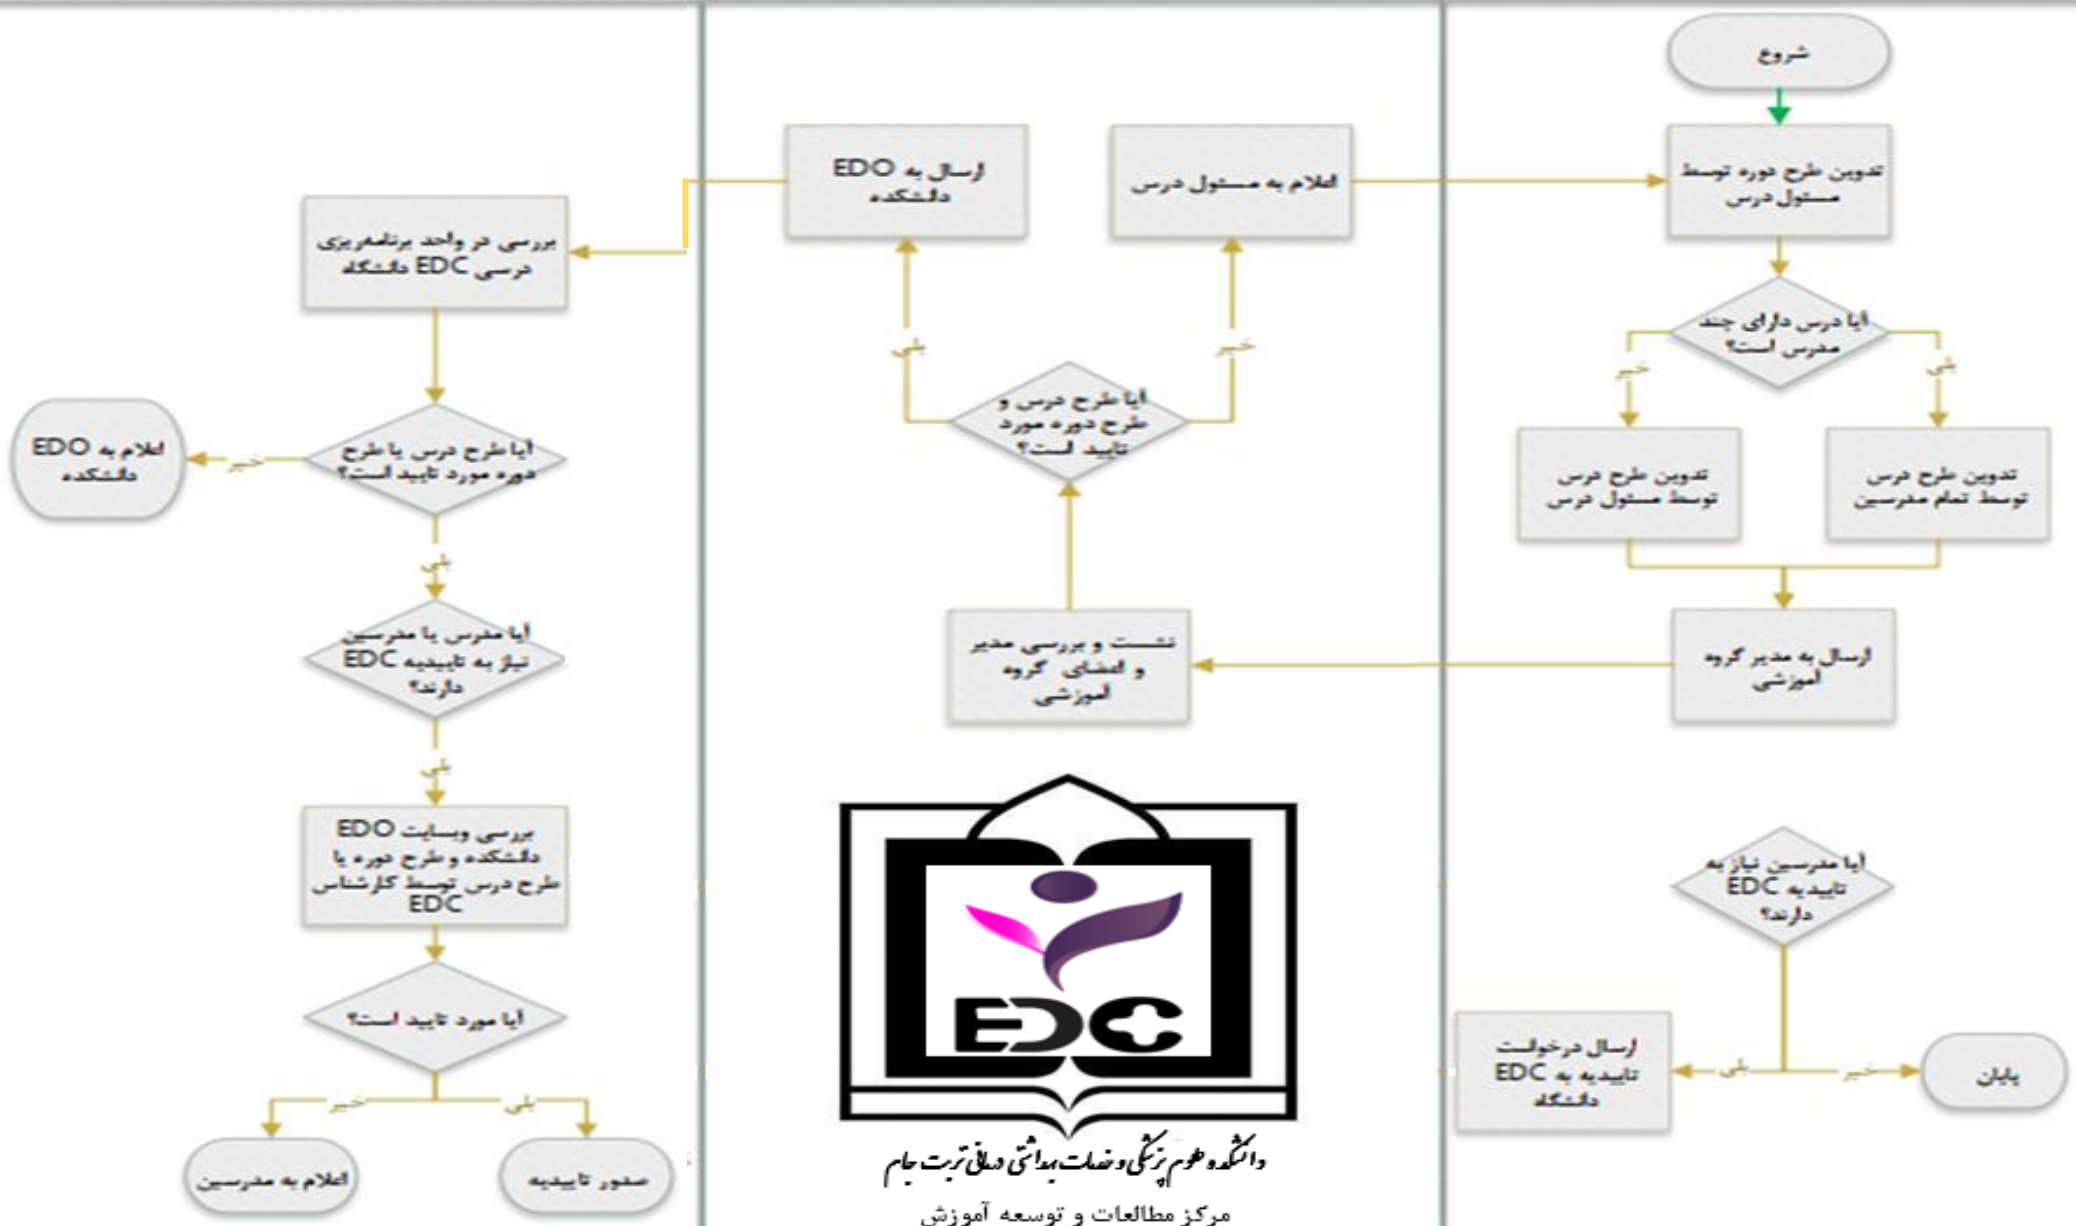 شروع
تدوین طرح دوره توسط
مسئول درس
آیا درس دارای چند
مدرس است؟
خیر
بلی
تدوین طرح درس
توسط مسئول درس
تدوین طرح درس
توسط تمام مدرسین
ارسال به مدیر گروه
آموزشی
آیا مدرسین نیاز به
تاییدیه EDC
دارند؟
بلی
خیر
ارسال درخواست
تاییدیه به EDC
دانشگاه
پایان
اعلام به مسئول درس
ارسال به EDO
دانشکده
خیر
بلی
آیا طرح درس و
طرح دوره مورد
تایید است؟
نشست و بررسی مدیر
و اعضای گروه
آموزشی
EDC
دانشکده علوم پزشکی و خدمات بهداشتی درمانی تربت جام
مرکز مطالعات و توسعه آموزش
بررسی در واحد برنامه‌ریزی
درسی EDC دانشگاه
آیا طرح درس یا طرح
دوره مورد تایید است؟
خیر
اعلام به EDO
دانشکده
بلی
آیا مدرس یا مدرسین
نیاز به تاییدیه EDC
دارند؟
بلی
بررسی وبسایت EDO
دانشکده و طرح دوره یا
طرح درس توسط کارشناس
EDC
آیا مورد تایید است؟
بلی
خیر
صدور تاییدیه
اعلام به مدرسین